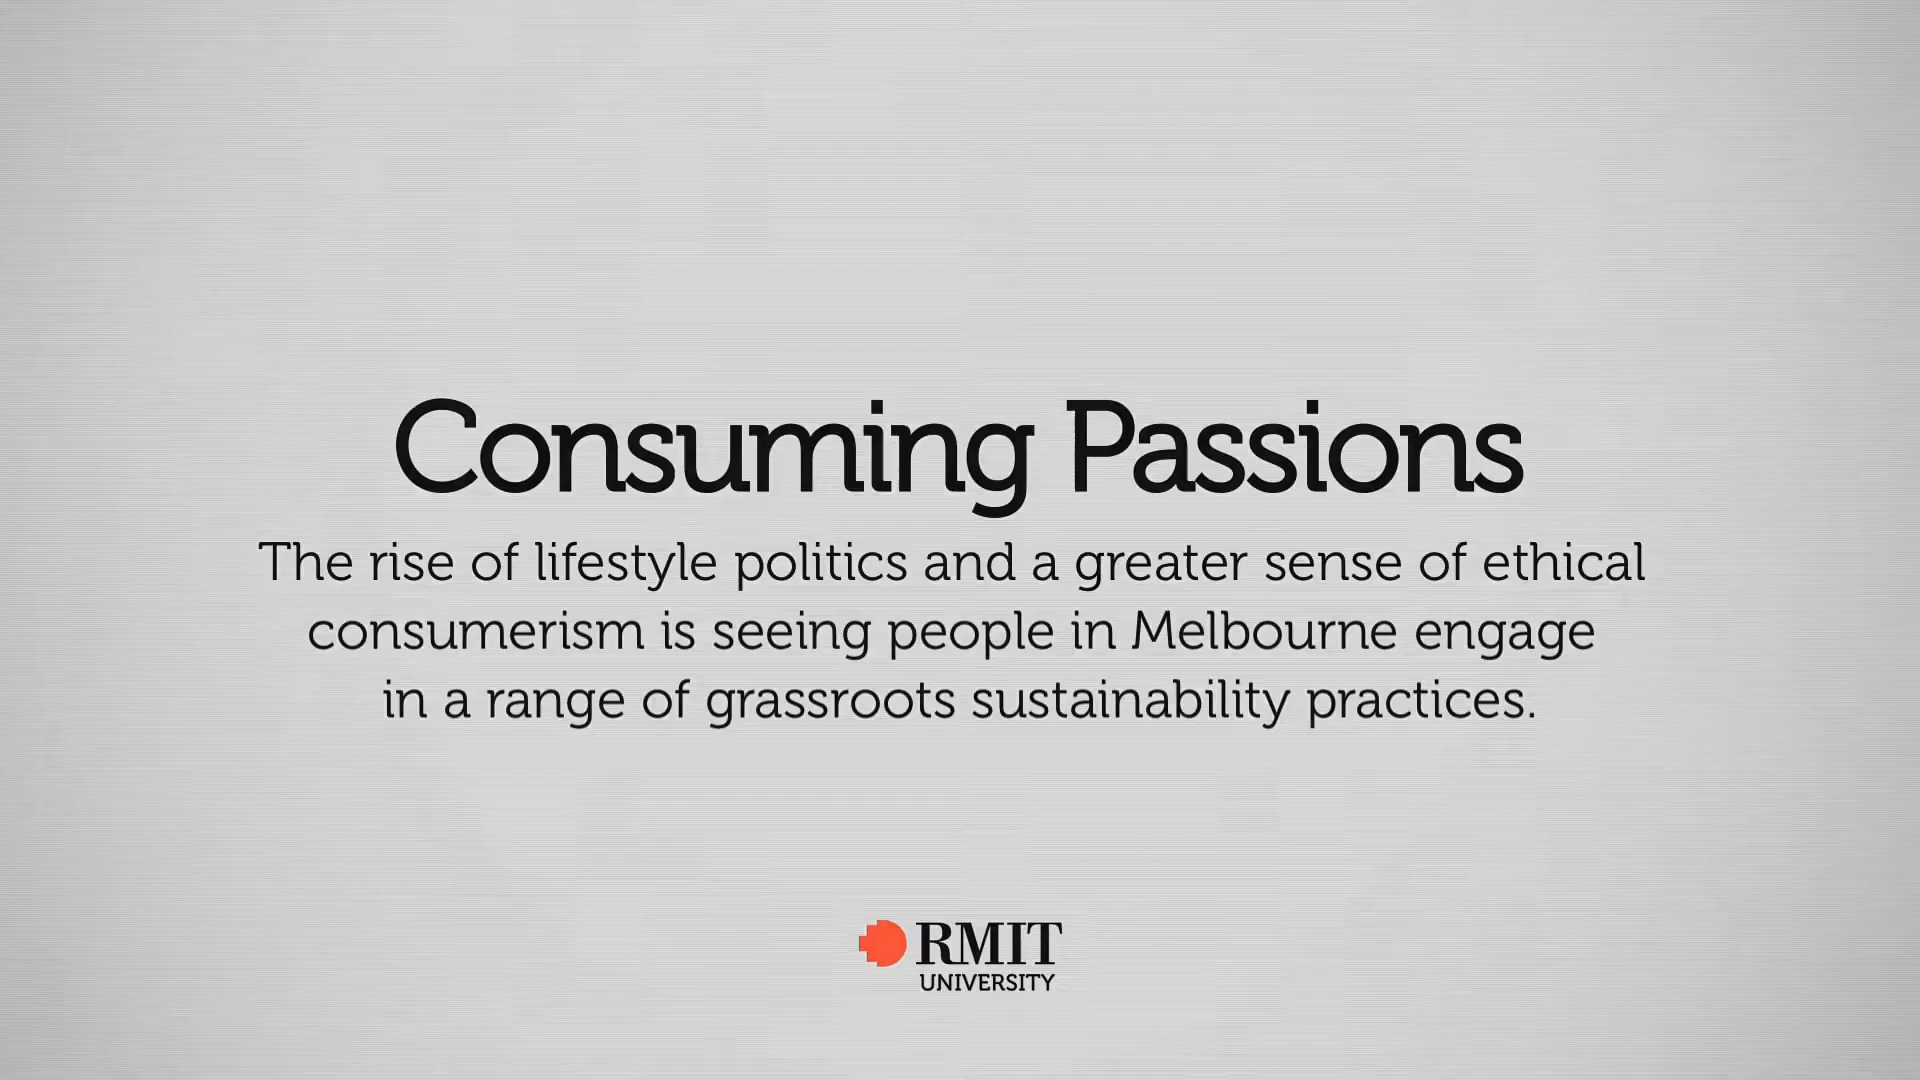 Consuming Passions
The rise of lifestyle politics and a greater sense of ethical
consumerism is seeing people in Melbourne engage
in a range of grassroots sustainability practices.
RMIT
UNIVERSITY